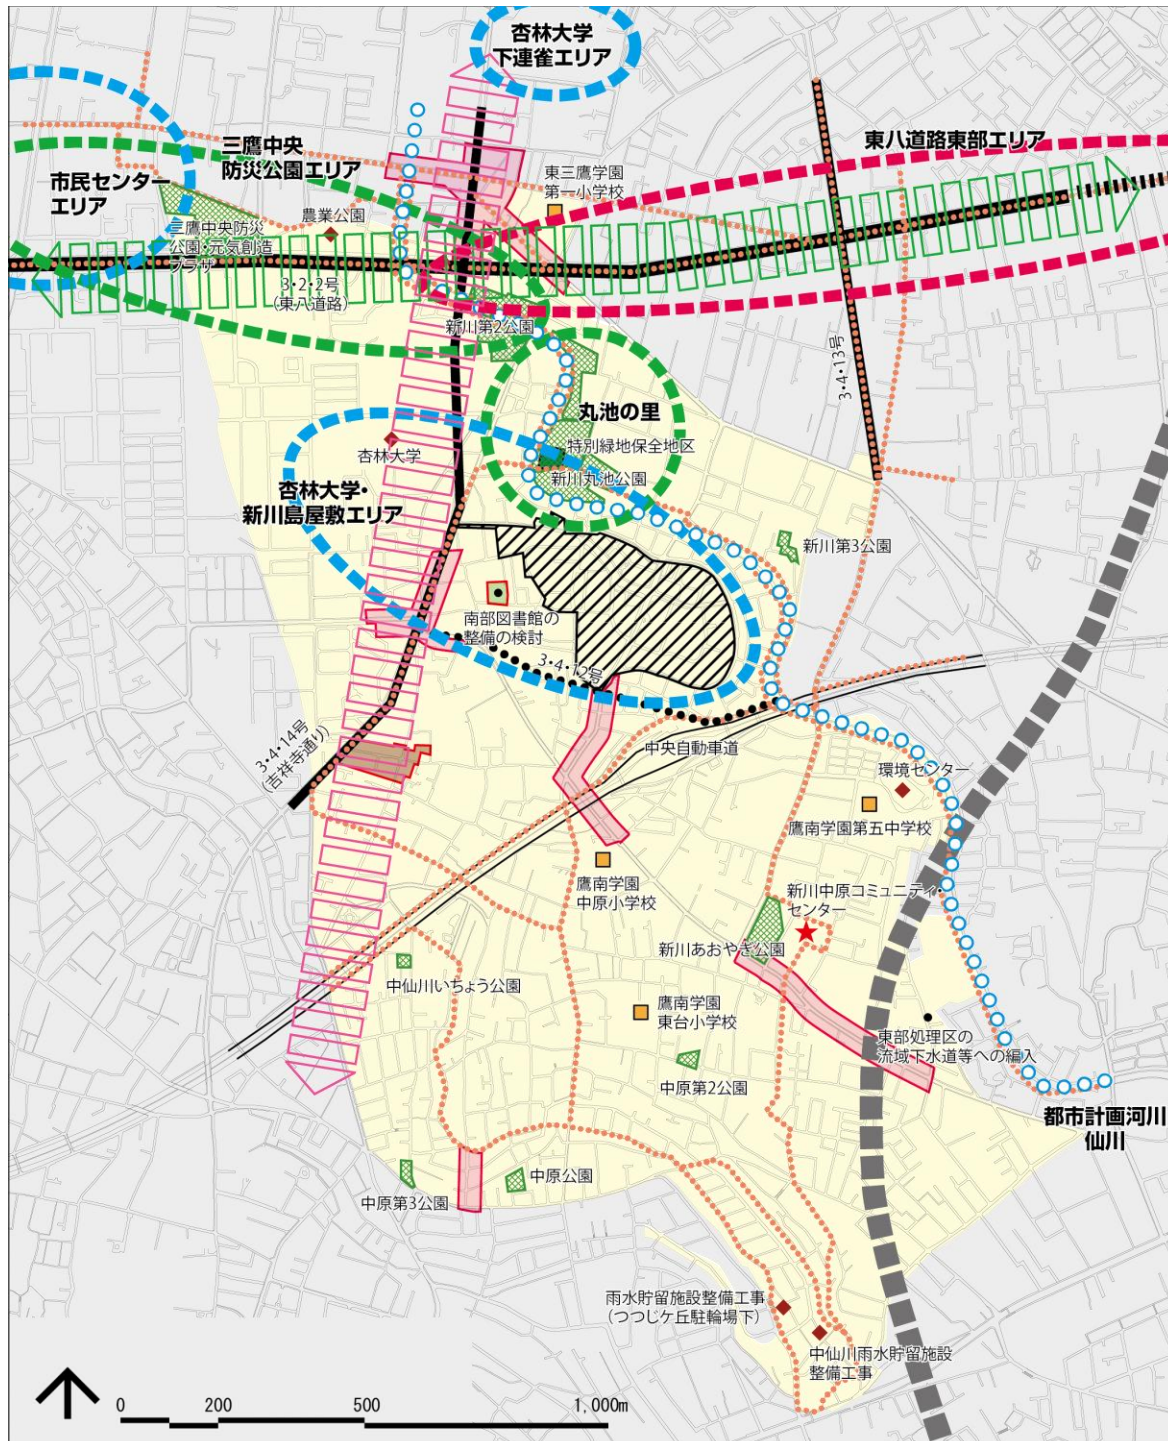 杏林大学
下連雀エリア
三鷹中央
防災公園エリア
東八道路東部エリア
市民センター
エリア
東三鷹学園
第一小学校
農業公園
三鷹中央防災
公園・元気創造
プラザ
3・2・2号
(東八道路)
新川第2公園
3・4・13号
丸池の里
特別緑地保全地区
杏林大学
新川丸池公園
杏林大学・
新川島屋敷エリア
新川第3公園
南部図書館の
整備の検討
3・4・12号
3・4・14号
(吉祥寺通り)
中央自動車道
環境センター
鷹南学園第五中学校
鷹南学園
中原小学校
新川中原コミュニティ・
センター
新川あおやぎ公園
中仙川いちょう公園
鷹南学園
東台小学校
東部処理区の
流域下水道等への編入
中原第2公園
都市計画河川
仙川
中原公園
中原第3公園
雨水貯留施設整備工事
(つつじケ丘駐輪場下)
中仙川雨水貯留施設
整備工事
0 200 500 1,000m